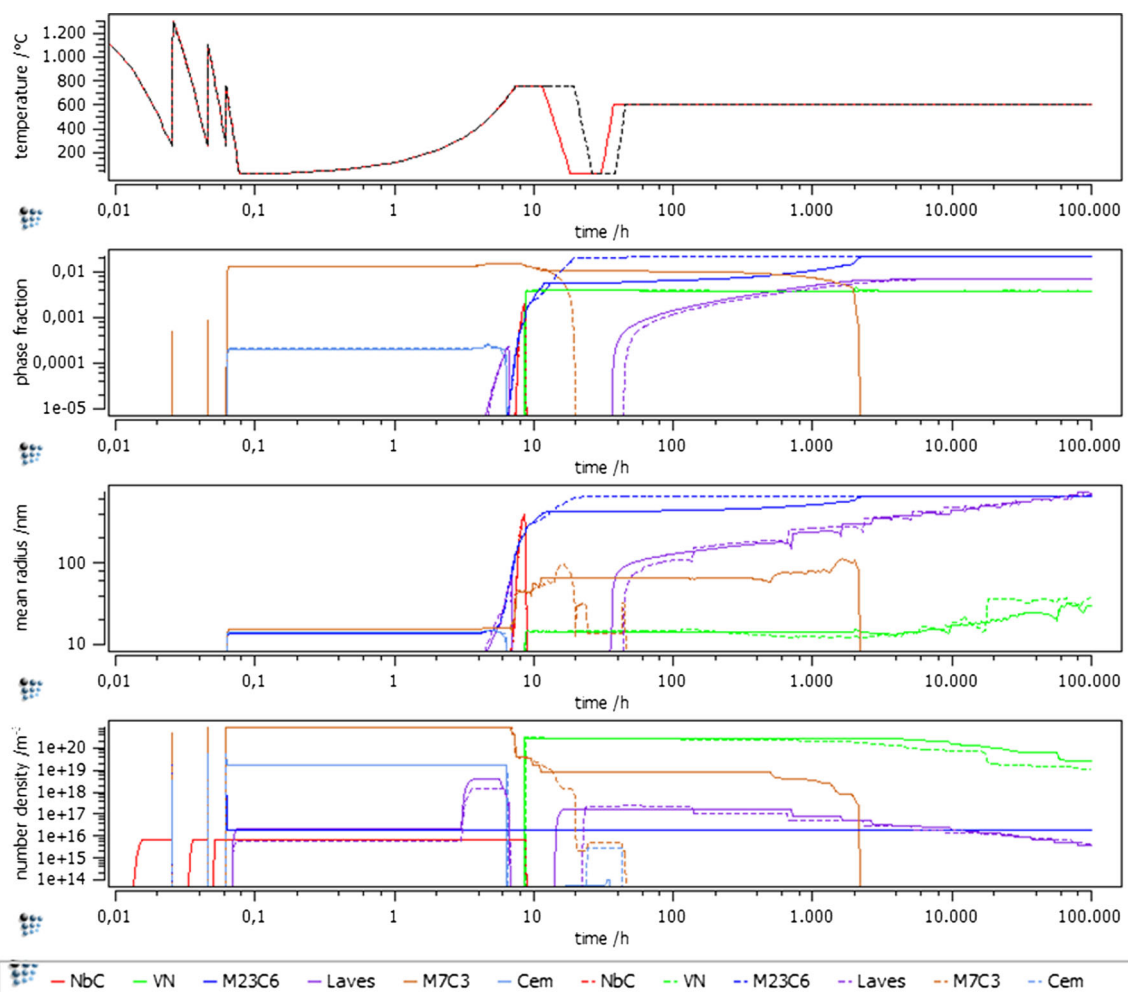 temperature /°C
1.200
1.000
800
600
400
200
0,01 0,1 1 10 100 1.000 10.000 100.000
time /h
phase fraction
0,01
0,001
0,0001
1e-05
0,01 0,1 1 10 100 1.000 10.000 100.000
time /h
mean radius /nm
100
10
0,01 0,1 1 10 100 1.000 10.000 100.000
time /h
number density /m⁻
1e+20
1e+19
1e+18
1e+17
1e+16
1e+15
1e+14
0,01 0,1 1 10 100 1.000 10.000 100.000
time /h
NbC VN M23C6 Laves M7C3 Cem NbC VN M23C6 Laves M7C3 Cem